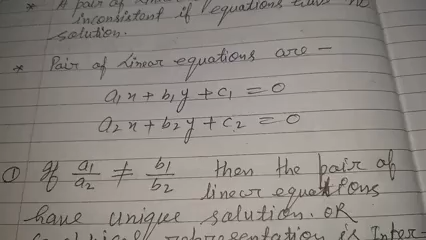 * A pair of linear equations have no
inconsistent if
solution.
* Pair of linear equations are -
a₁x + b₁y + c₁ = 0
a₂x + b₂y + c₂ = 0
① If a₁/a₂ ≠ b₁/b₂ then the pair of
linear equations
have unique solution. OR
representation is Inter-